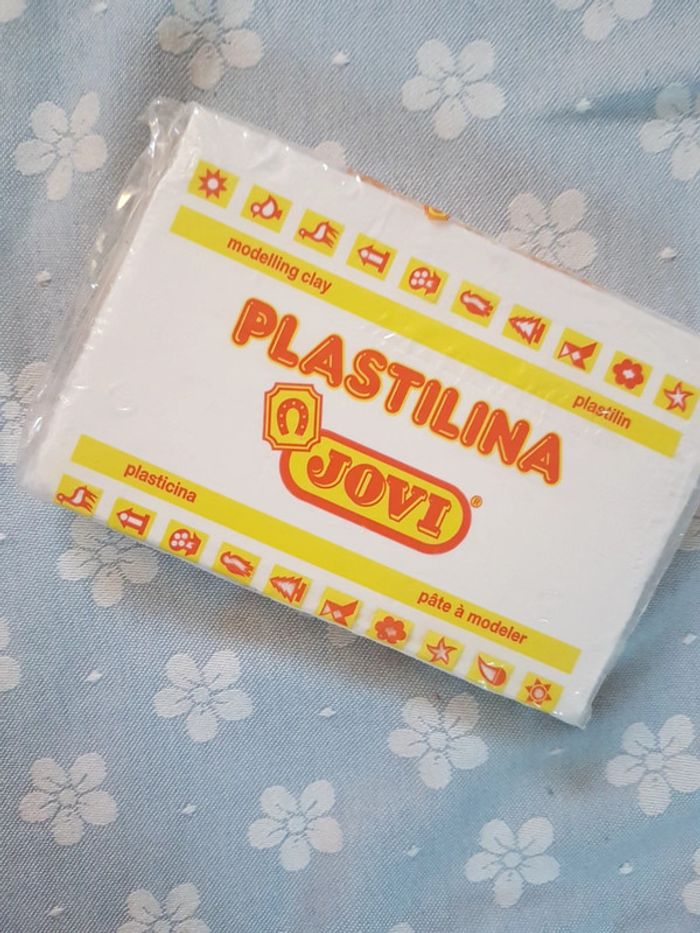 modelling clay
plastilin
PLASTILINA
JOVI®
plasticina
pâte à modeler